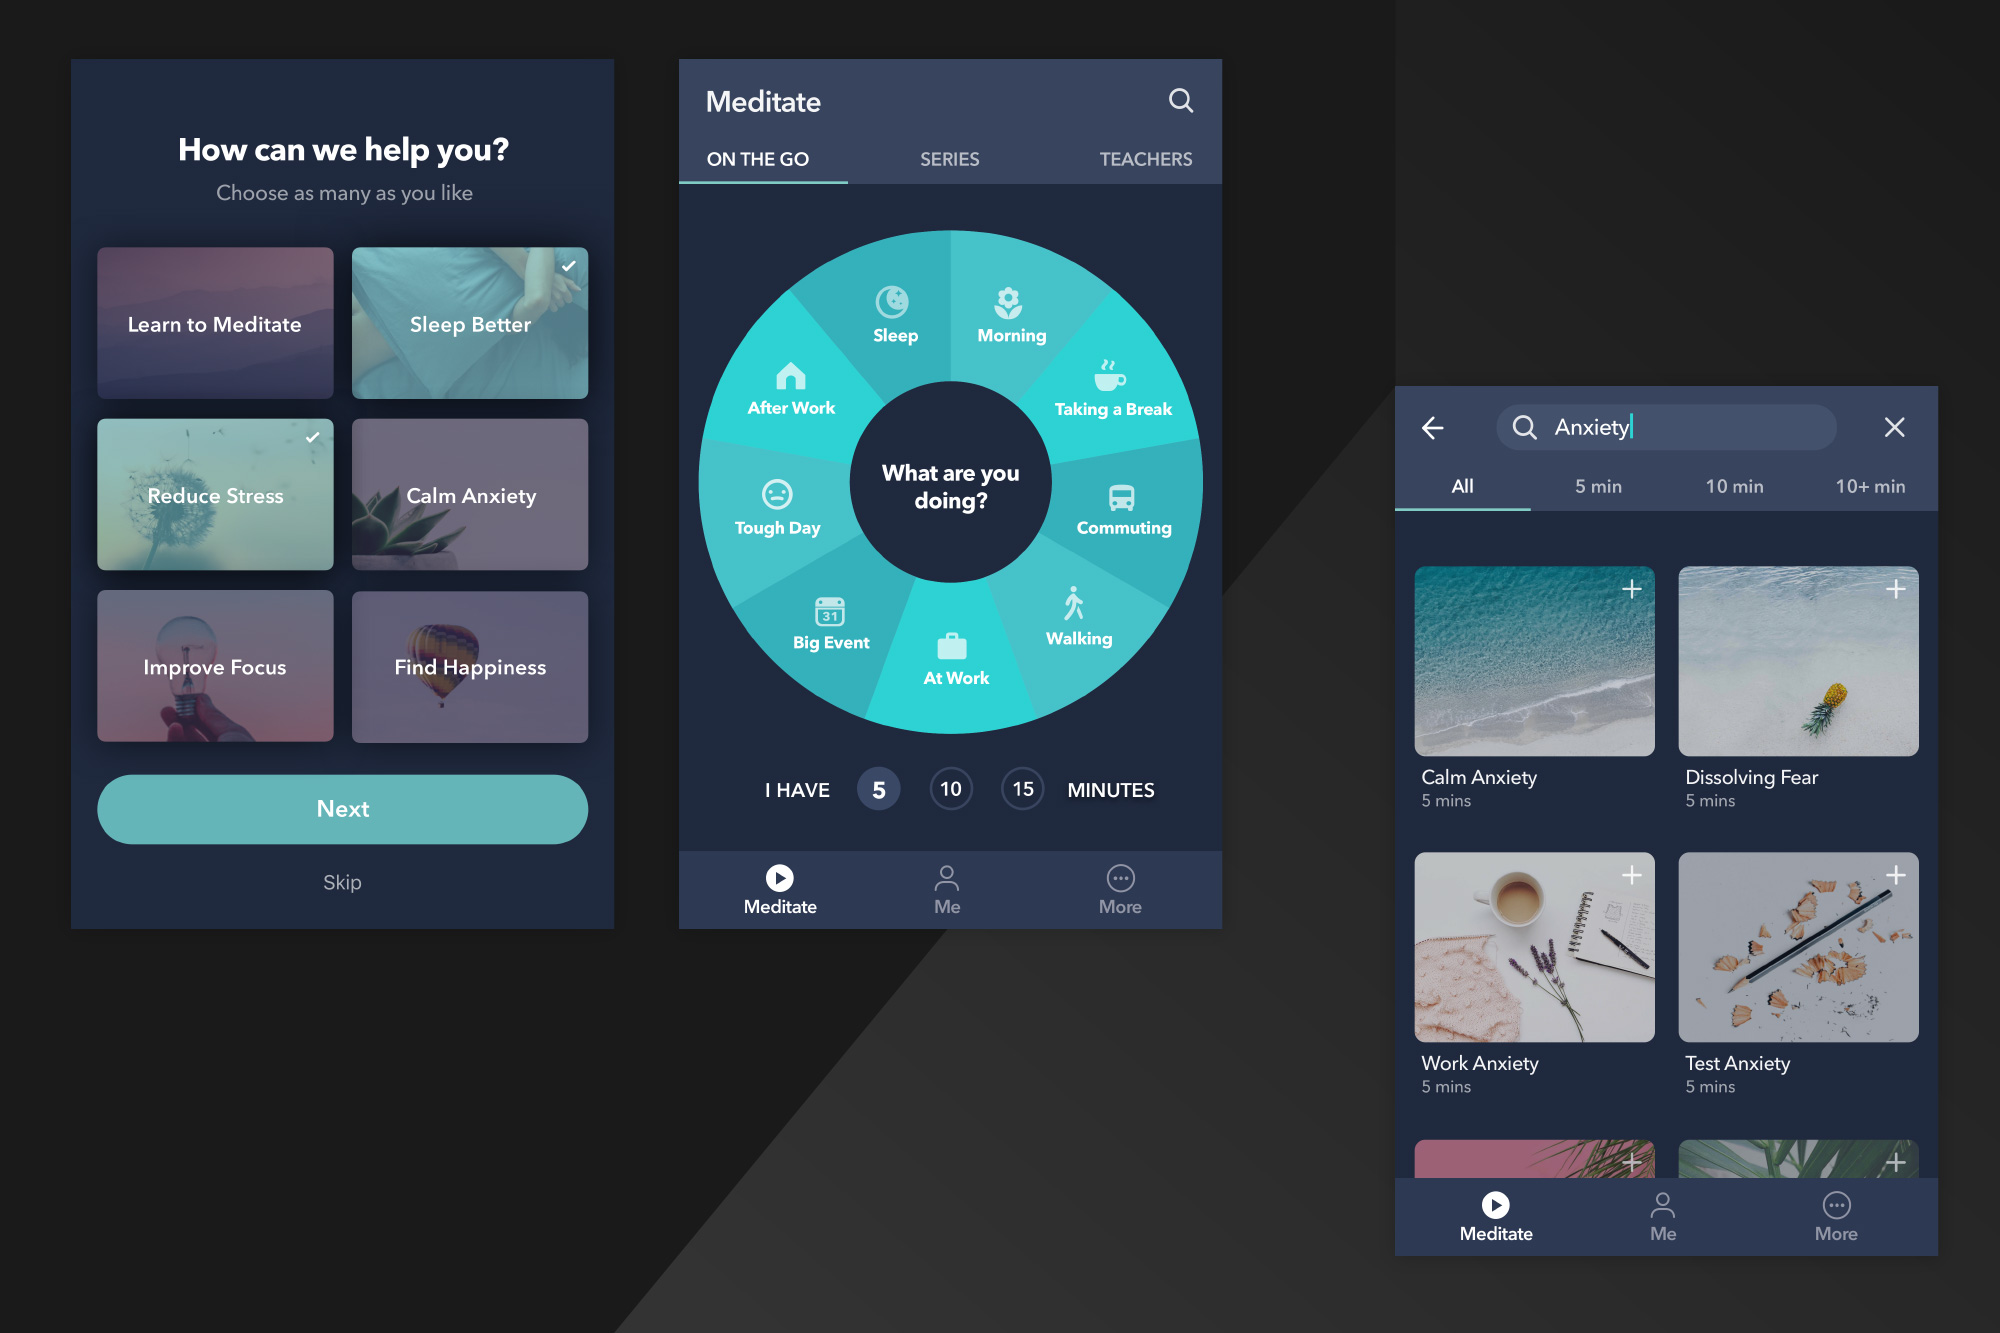 How can we help you?
Choose as many as you like
Learn to Meditate
Sleep Better
Reduce Stress
Calm Anxiety
Improve Focus
Find Happiness
Next
Skip
Meditate
ON THE GO
SERIES
TEACHERS
Sleep
Morning
After Work
Taking a Break
What are you
doing?
Tough Day
Commuting
31
Big Event
Walking
At Work
I HAVE
5
10
15
MINUTES
Meditate
Me
More
Anxiety
All
5 min
10 min
10+ min
Calm Anxiety
5 mins
Dissolving Fear
5 mins
Work Anxiety
5 mins
Test Anxiety
5 mins
Meditate
Me
More